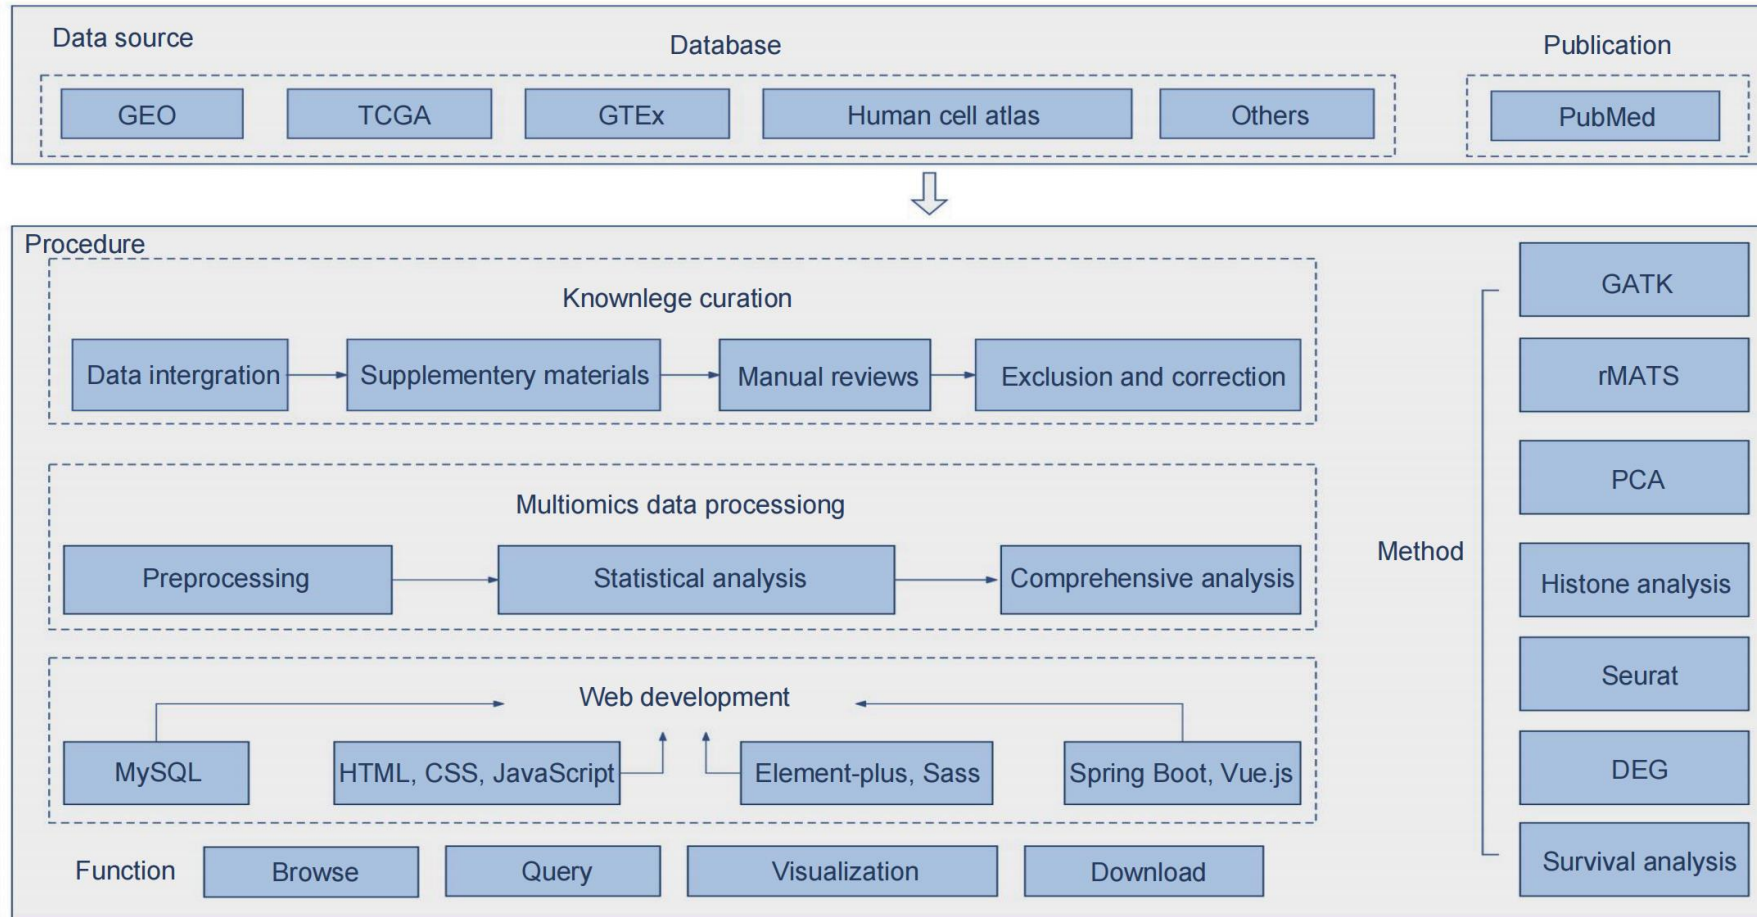 Data source
Database
Publication
GEO
TCGA
GTEx
Human cell atlas
Others
PubMed
Procedure
Knownlege curation
Data intergration
Supplementery materials
Manual reviews
Exclusion and correction
Multiomics data processiong
Preprocessing
Statistical analysis
Comprehensive analysis
Web development
MySQL
HTML, CSS, JavaScript
Element-plus, Sass
Spring Boot, Vue.js
Function
Browse
Query
Visualization
Download
Method
GATK
rMATS
PCA
Histone analysis
Seurat
DEG
Survival analysis